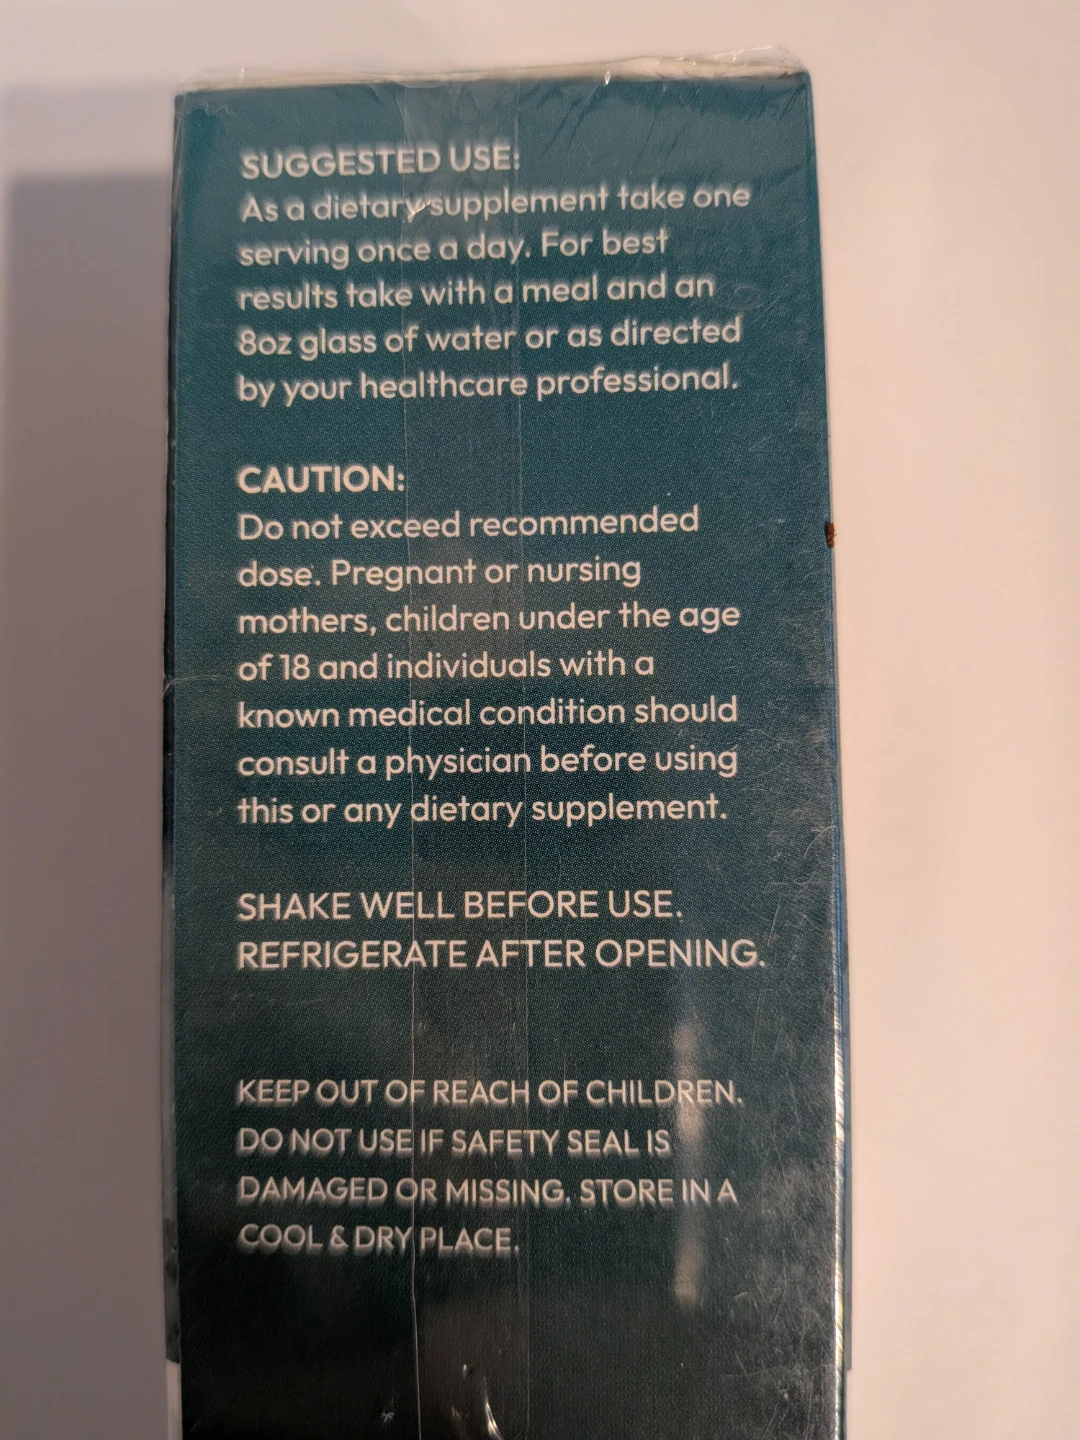 SUGGESTED USE:
As a dietary supplement take one
serving once a day. For best
results take with a meal and an
8oz glass of water or as directed
by your healthcare professional.
CAUTION:
Do not exceed recommended
dose. Pregnant or nursing
mothers, children under the age
of 18 and individuals with a
known medical condition should
consult a physician before using
this or any dietary supplement.
SHAKE WELL BEFORE USE.
REFRIGERATE AFTER OPENING.
KEEP OUT OF REACH OF CHILDREN.
DO NOT USE IF SAFETY SEAL IS
DAMAGED OR MISSING. STORE IN A
COOL & DRY PLACE.